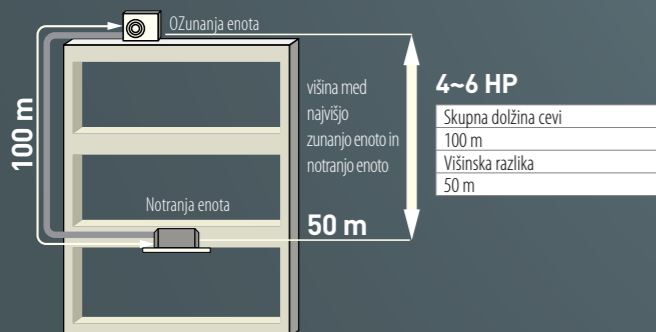 OZunanja enota
višina med
najvišjo
zunanjo enoto in
notranjo enoto
100 m
Notranja enota
50 m
4~6 HP
Skupna dolžina cevi
100 m
Višinska razlika
50 m